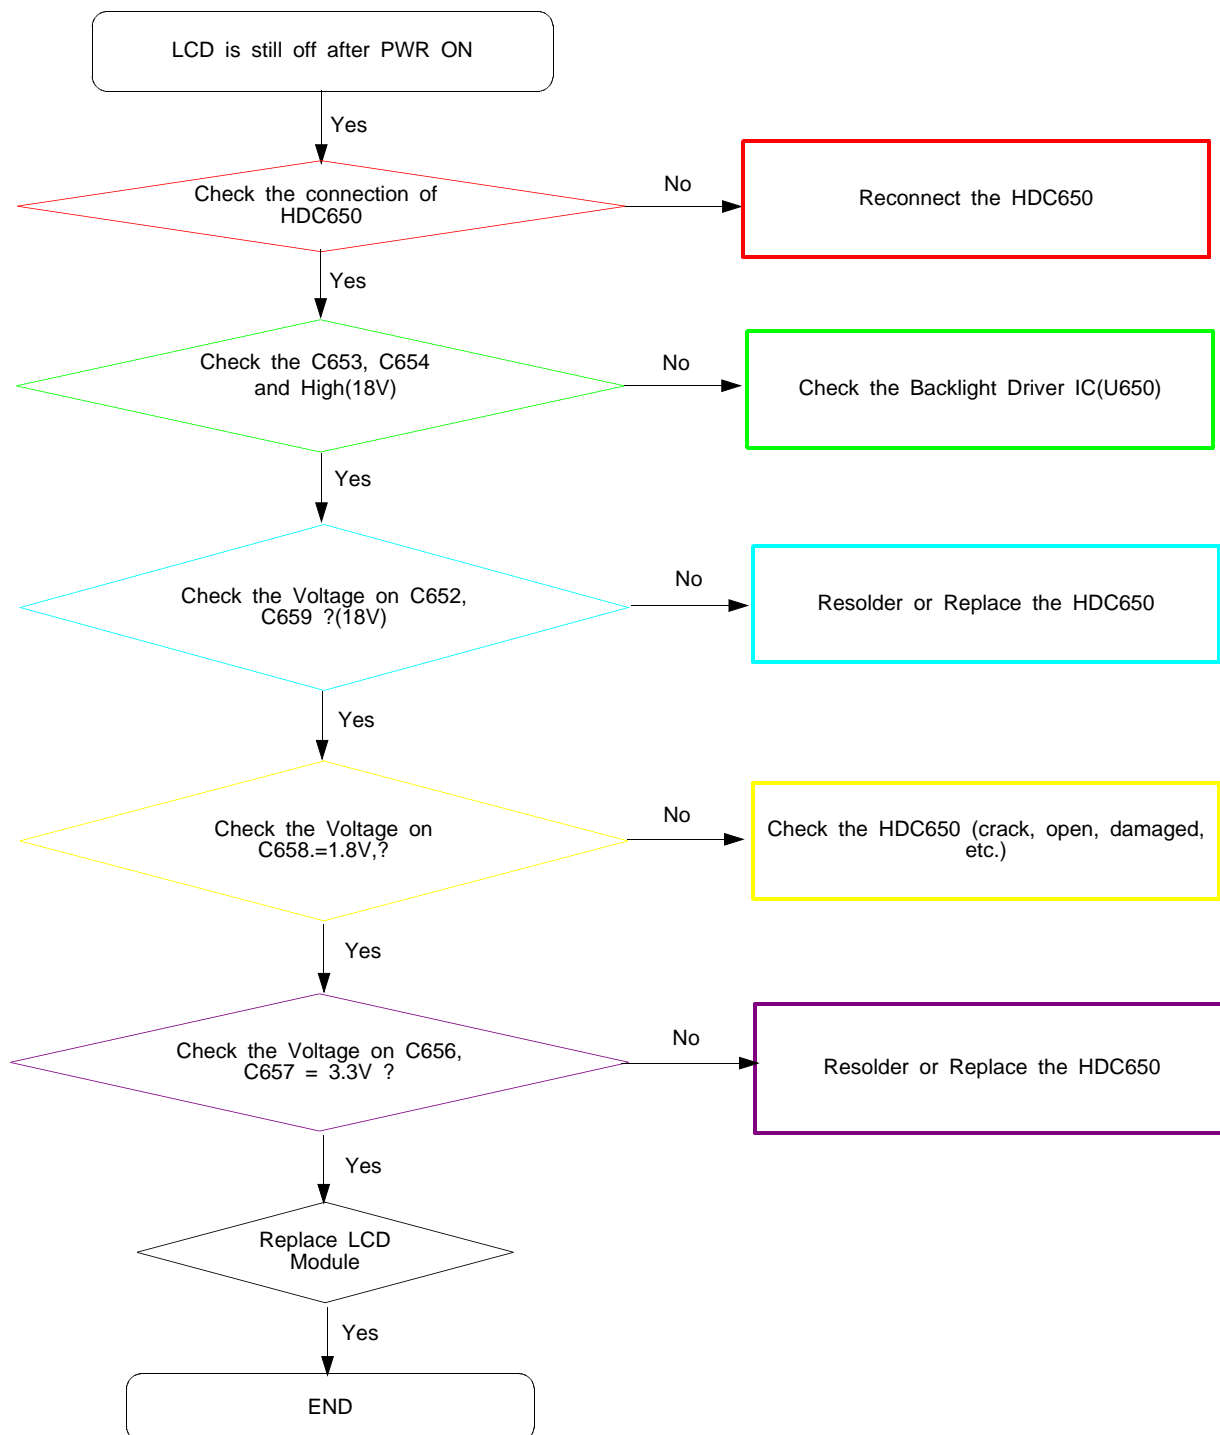 LCD is still off after PWR ON
Yes
Check the connection of
HDC650
No
Reconnect the HDC650
Yes
Check the C653, C654
and High(18V)
No
Check the Backlight Driver IC(U650)
Yes
Check the Voltage on C652,
C659 ?(18V)
No
Resolder or Replace the HDC650
Yes
Check the Voltage on
C658.=1.8V,?
No
Check the HDC650 (crack, open, damaged,
etc.)
Yes
Check the Voltage on C656,
C657 = 3.3V ?
No
Resolder or Replace the HDC650
Yes
Replace LCD
Module
Yes
END